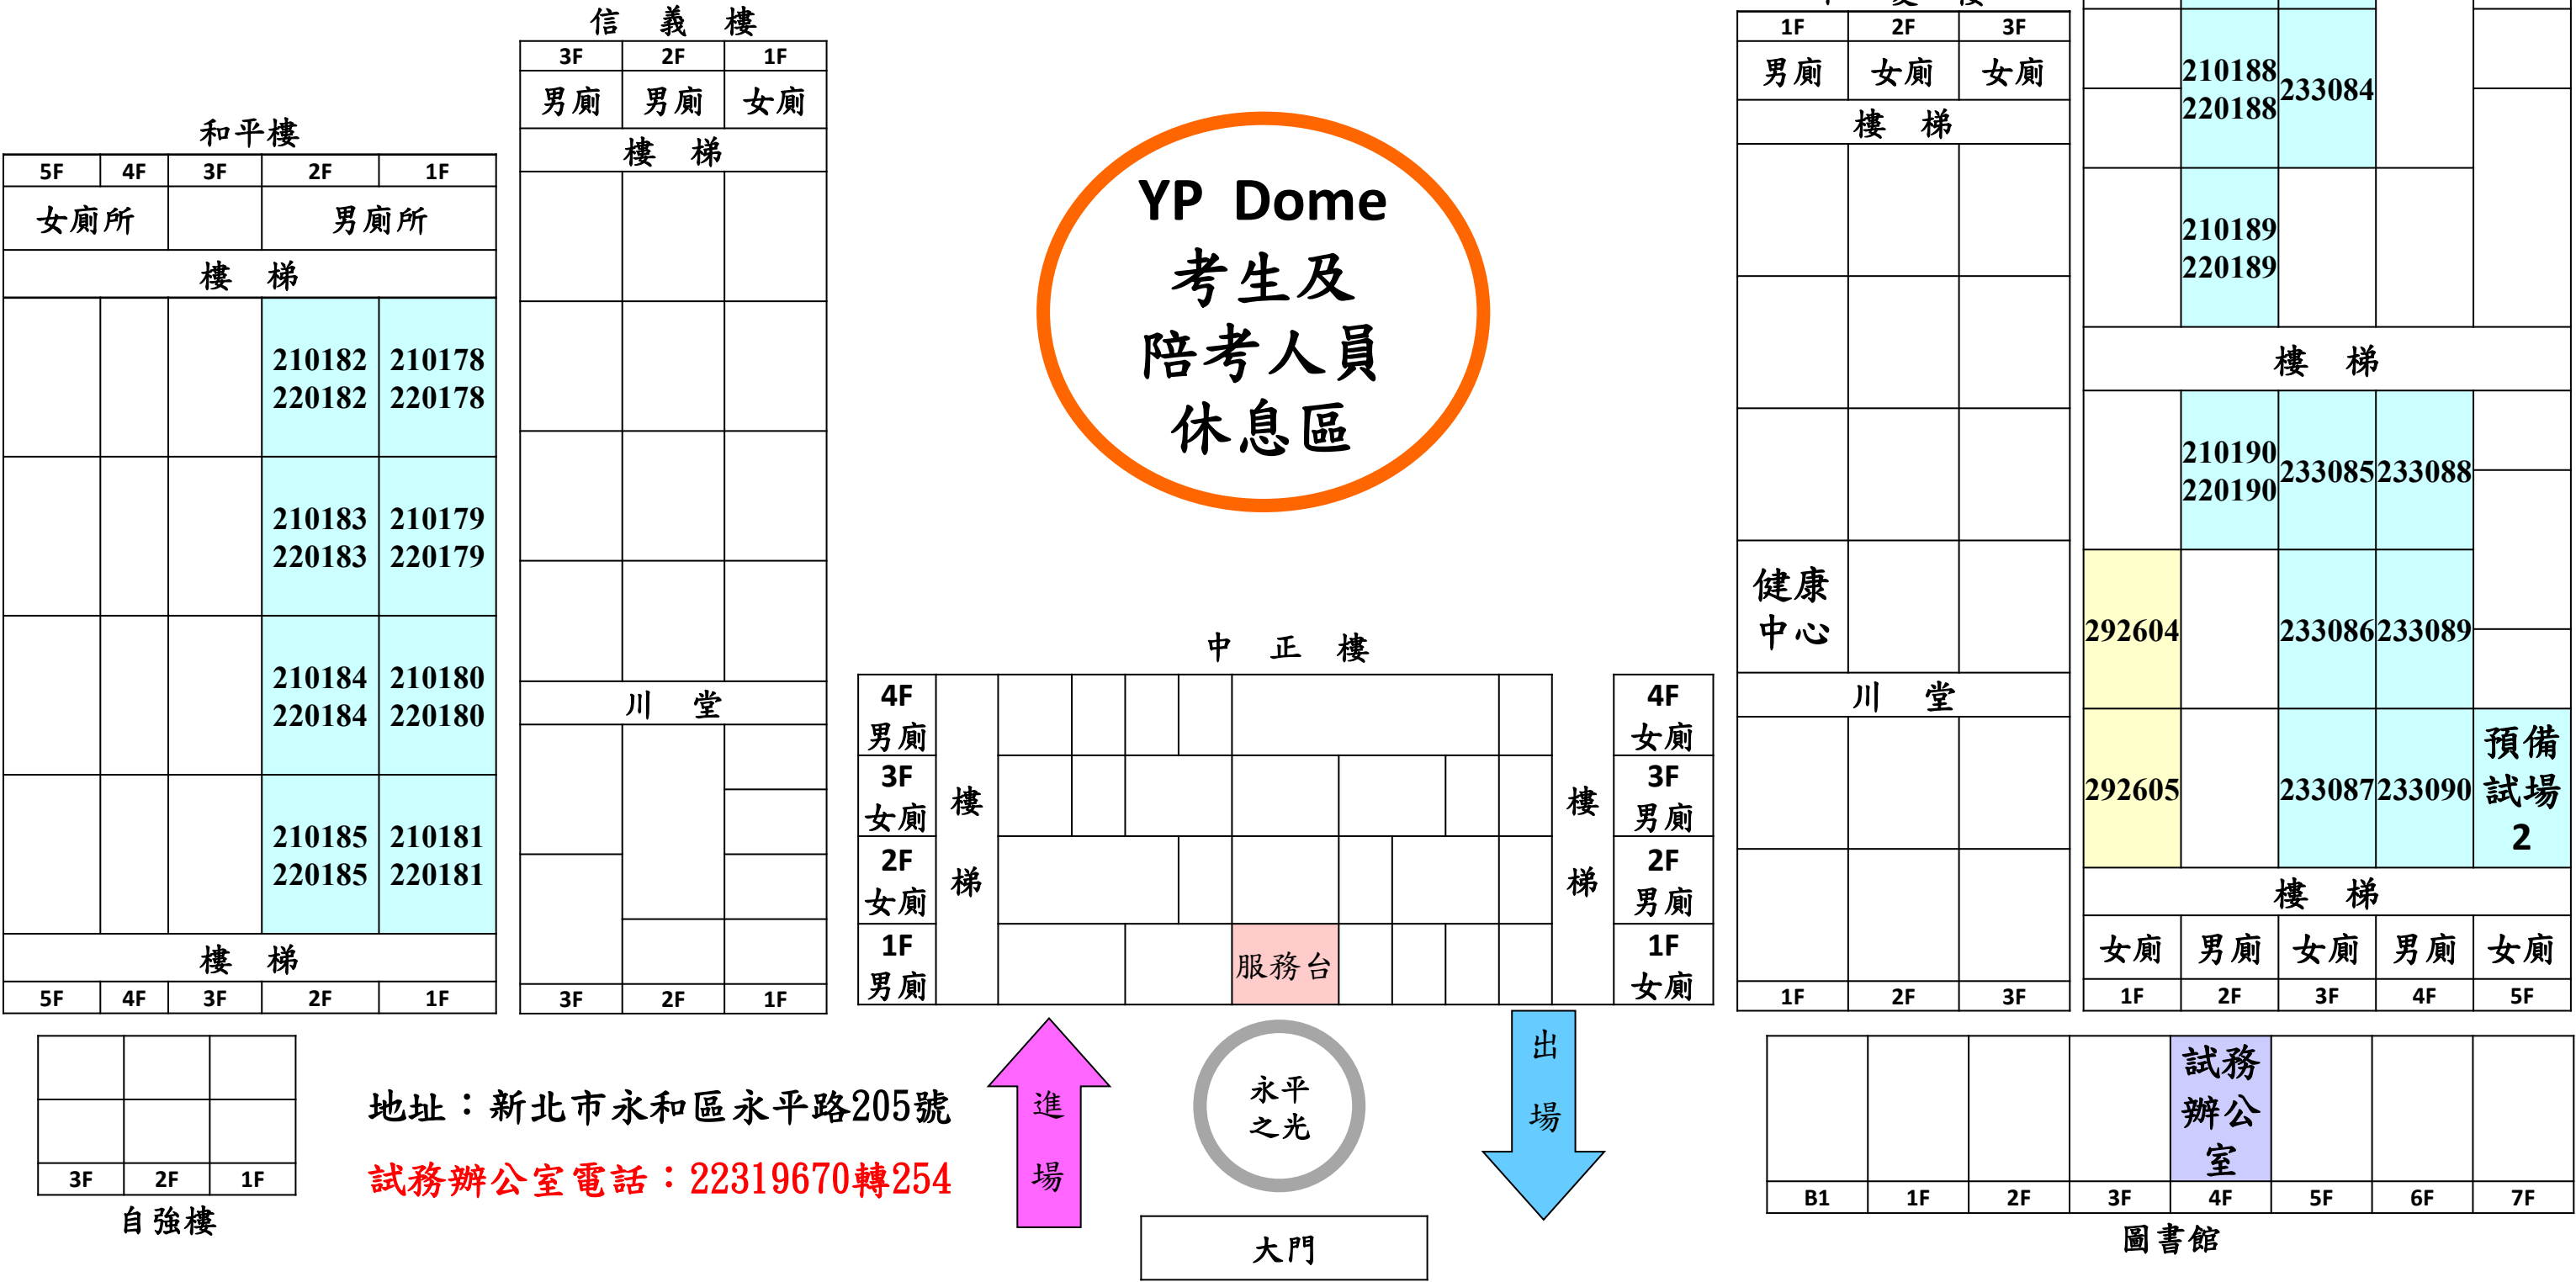 信 義 樓
3F 2F 1F
男廁 男廁 女廁
樓 梯
川 堂
3F 2F 1F
和平樓
5F 4F 3F 2F 1F
女廁所 男廁所
樓 梯
210182 210178
220182 220178
210183 210179
220183 220179
210184 210180
220184 220180
210185 210181
220185 220181
樓 梯
5F 4F 3F 2F 1F
3F 2F 1F
自強樓
YP Dome
考生及
陪考人員
休息區
中 正 樓
4F
男廁
3F
女廁
2F
女廁
1F
男廁
樓
梯
服務台
樓
梯
4F
女廁
3F
男廁
2F
男廁
1F
女廁
1F 2F 3F
男廁 女廁 女廁
樓 梯
健康
中心
川 堂
1F 2F 3F
210188
220188
233084
210189
220189
樓 梯
210190
220190
233085 233088
292604 233086 233089
292605 233087 233090
預備
試場
2
樓 梯
女廁 男廁 女廁 男廁 女廁
1F 2F 3F 4F 5F
地址：新北市永和區永平路205號
試務辦公室電話：22319670轉254
進
場
永平
之光
出
場
大門
試務
辦公
室
B1 1F 2F 3F 4F 5F 6F 7F
圖書館